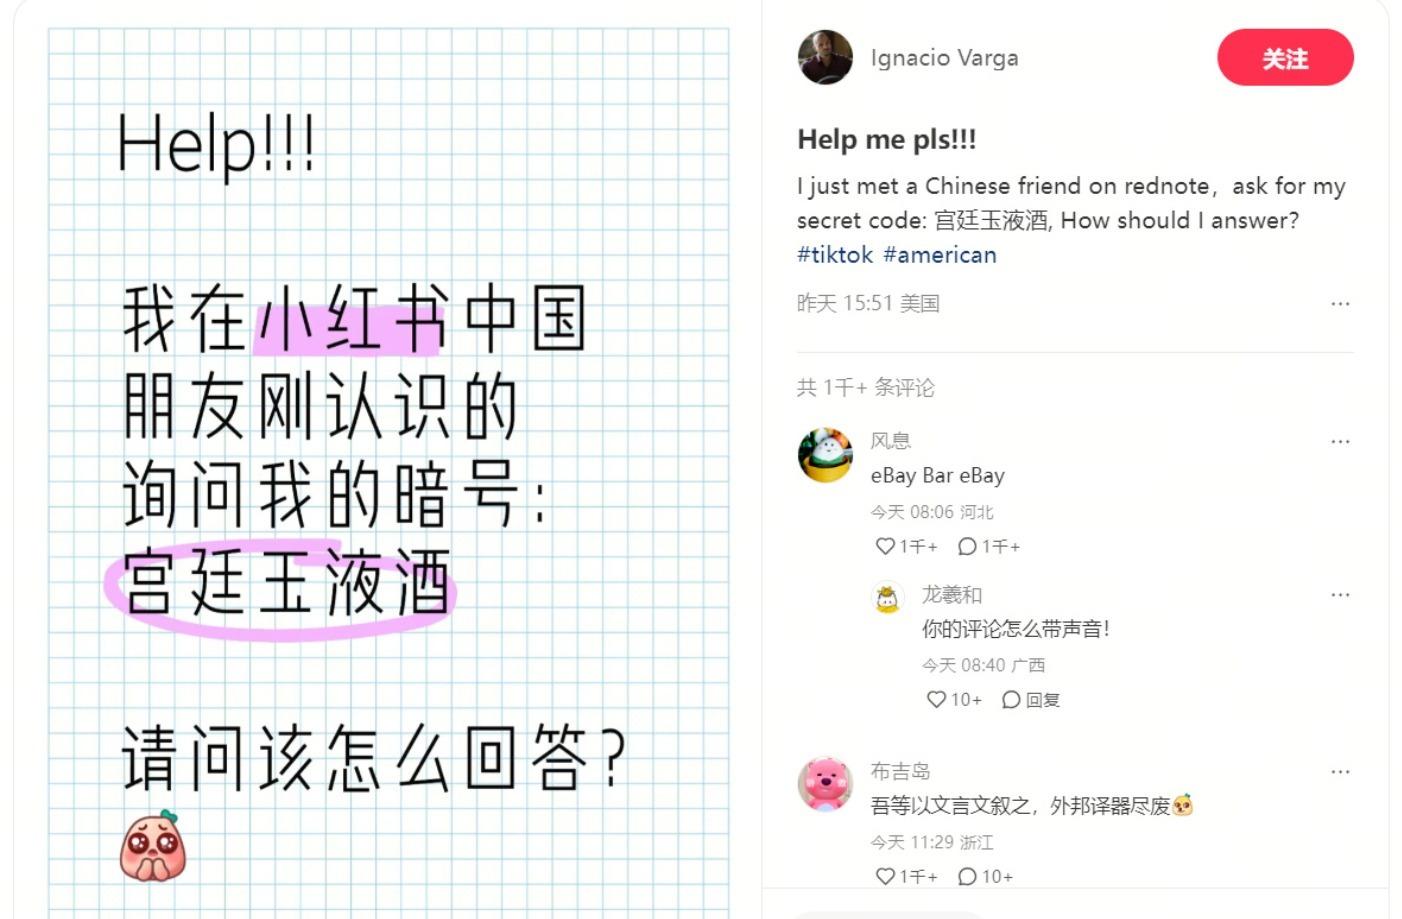 Help!!!
我在小红书中国
朋友刚认识的
询问我的暗号:
宫廷玉液酒
请问该怎么回答?
Ignacio Varga
关注
Help me pls!!!
I just met a Chinese friend on rednote，ask for my
secret code: 宫廷玉液酒, How should I answer?
#tiktok #american
昨天 15:51 美国
共 1千+ 条评论
风息
eBay Bar eBay
今天 08:06 河北
1千+ 1千+
龙羲和
你的评论怎么带声音！
今天 08:40 广西
10+ 回复
布吉岛
吾等以文言文叙之，外邦译器尽废
今天 11:29 浙江
1千+ 10+